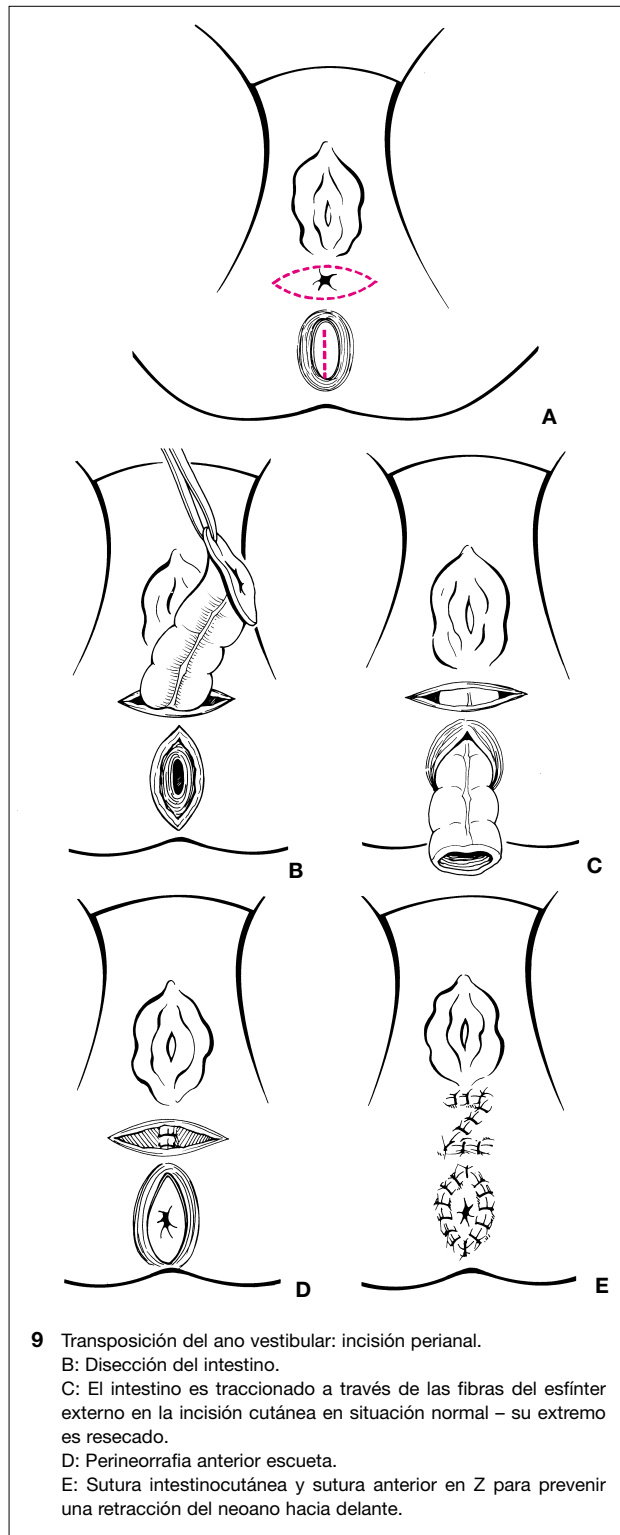 A
B
C
D
E
9 Transposición del ano vestibular: incisión perianal.
B: Disección del intestino.
C: El intestino es traccionado a través de las fibras del esfínter
externo en la incisión cutánea en situación normal – su extremo
es resecado.
D: Perineorrafia anterior escueta.
E: Sutura intestinocutánea y sutura anterior en Z para prevenir
una retracción del neoano hacia delante.